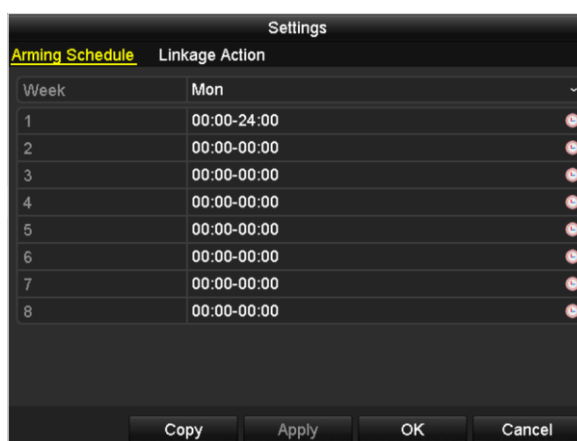 Settings
Arming Schedule Linkage Action
Week Mon
1 00:00-24:00
2 00:00-00:00
3 00:00-00:00
4 00:00-00:00
5 00:00-00:00
6 00:00-00:00
7 00:00-00:00
8 00:00-00:00
Copy Apply OK Cancel